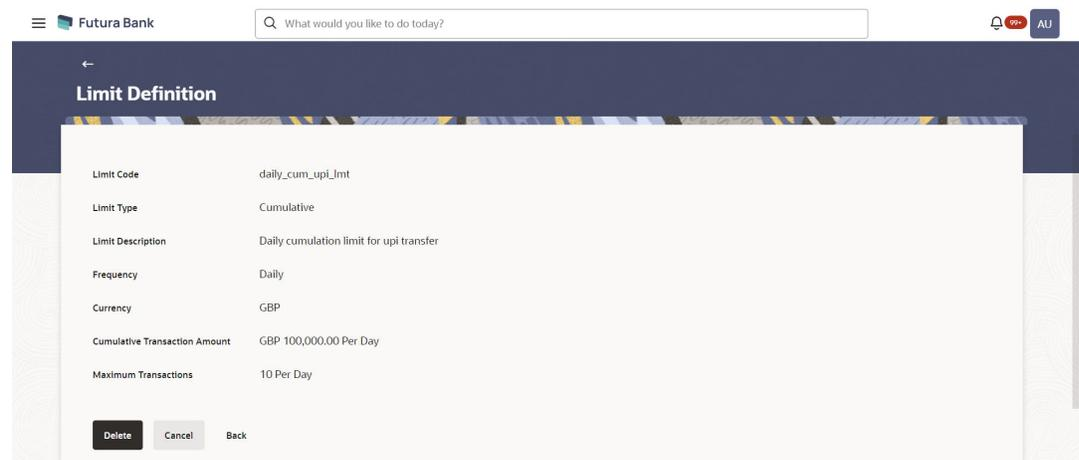 Futura Bank
What would you like to do today?
99+
AU
Limit Definition
Limit Code daily_cum_upi_lmt
Limit Type Cumulative
Limit Description Daily cumulation limit for upi transfer
Frequency Daily
Currency GBP
Cumulative Transaction Amount GBP 100,000.00 Per Day
Maximum Transactions 10 Per Day
Delete Cancel Back